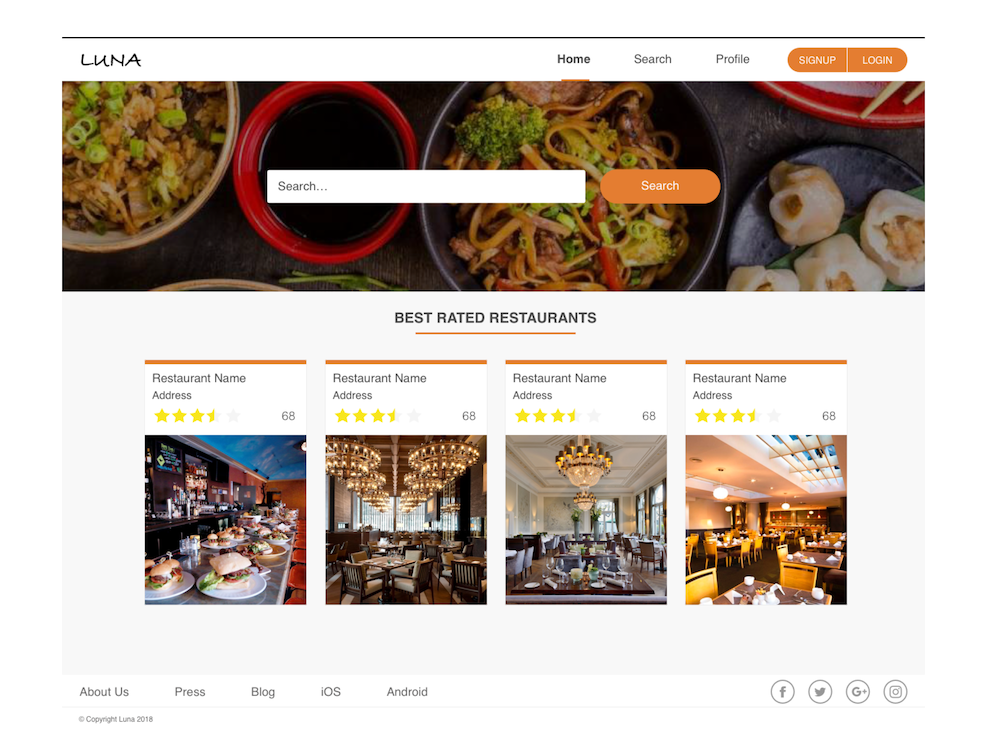 LUNA
Home Search Profile SIGNUP LOGIN
Search...
Search
BEST RATED RESTAURANTS
Restaurant Name
Address
68
Restaurant Name
Address
68
Restaurant Name
Address
68
Restaurant Name
Address
68
About Us Press Blog iOS Android
f G+
© Copyright Luna 2018